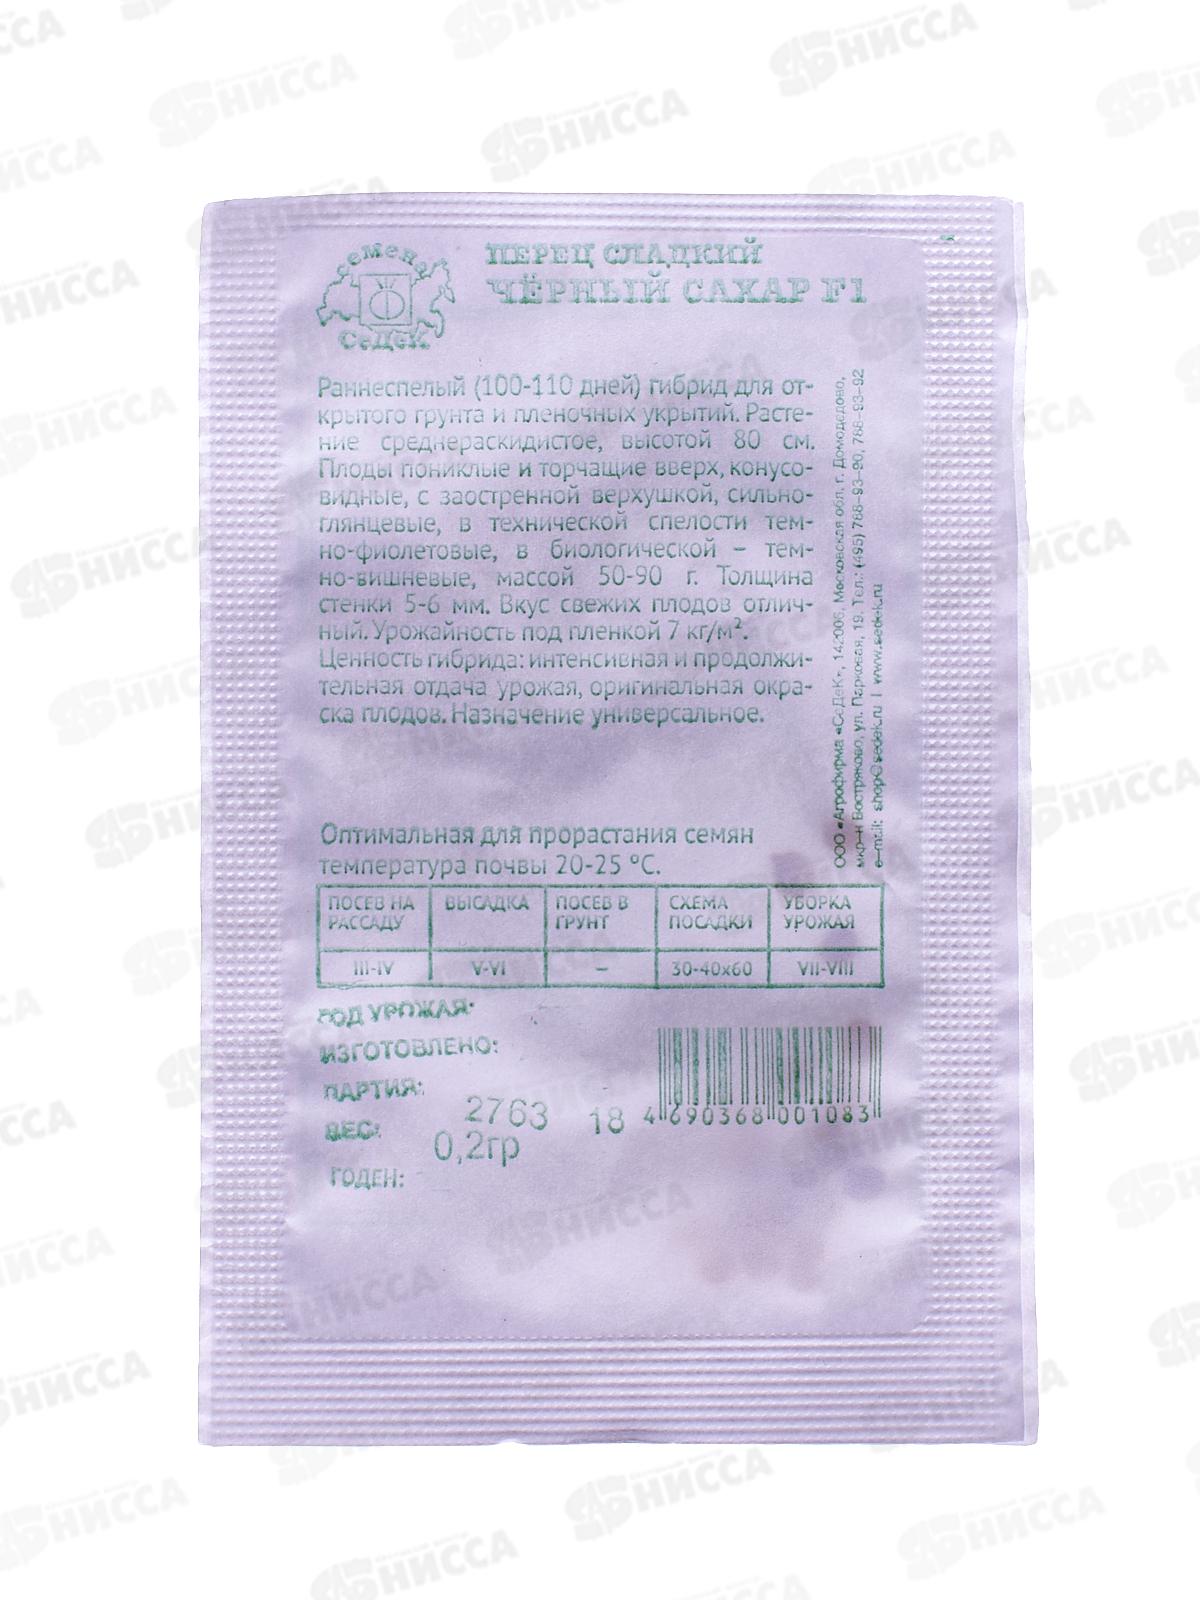 семена
СеДеК
ПЕРЕЦ СЛАДКИЙ
ЧЁРНЫЙ САХАР F1
Раннеспелый (100-110 дней) гибрид для от-
крытого грунта и пленочных укрытий. Расте-
ние среднераскидистое, высотой 80 см.
Плоды пониклые и торчащие вверх, конусо-
видные, с заостренной верхушкой, сильно-
глянцевые, в технической спелости тем-
но-фиолетовые, в биологической – тем-
но-вишневые, массой 50-90 г. Толщина
стенки 5-6 мм. Вкус свежих плодов отлич-
ный. Урожайность под пленкой 7 кг/м².
Ценность гибрида: интенсивная и продолжи-
тельная отдача урожая, оригинальная окра-
ска плодов. Назначение универсальное.
ООО «Агрофирма «СеДеК», 142006, Московская обл., г. Домодедово,
мкр-н Востряково, ул. Парковая, 19. Тел.: (495) 788-93-90, 788-93-92
e-mail: shop@sedek.ru | www.sedek.ru
Оптимальная для прорастания семян
температура почвы 20-25 °С.
ПОСЕВ НА РАССАДУ ВЫСАДКА ПОСЕВ В ГРУНТ СХЕМА ПОСАДКИ УБОРКА УРОЖАЯ
III-IV V-VI – 30-40х60 VII-VIII
ГОД УРОЖАЯ:
ИЗГОТОВЛЕНО:
ПАРТИЯ:
2763 18
ВЕС:
0,2гр
ГОДЕН:
4 690368 001083
НИССА